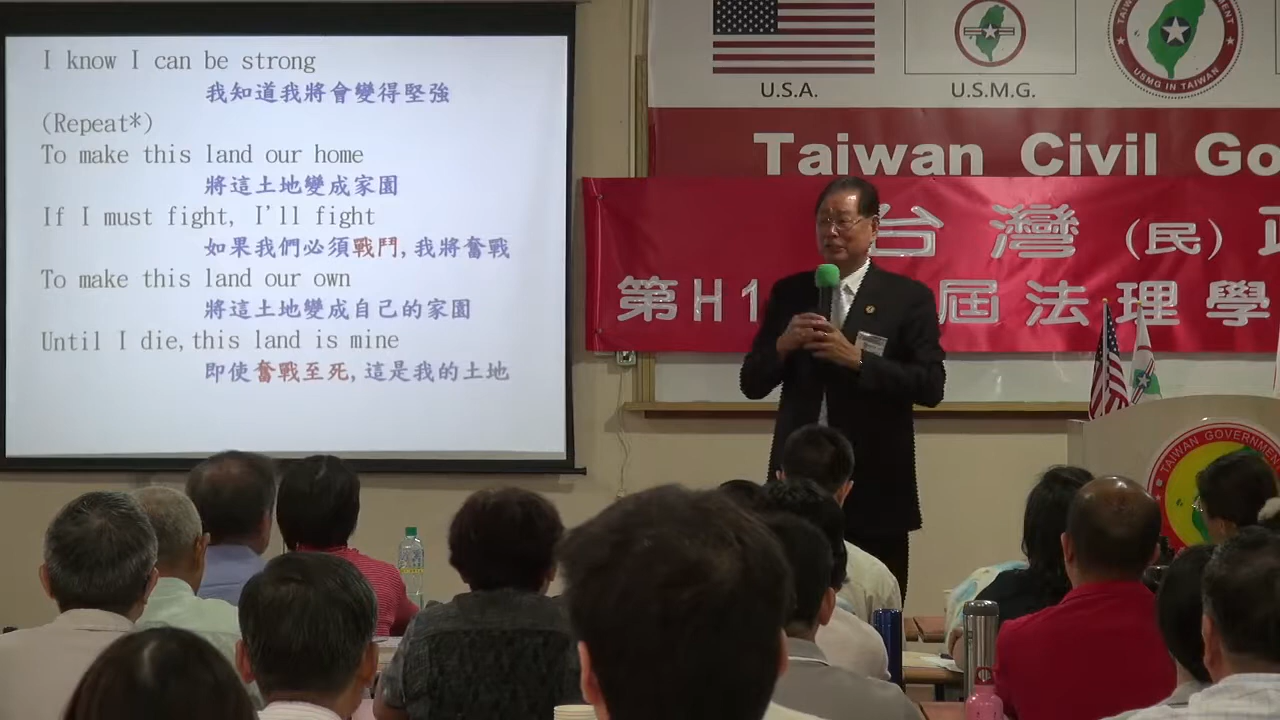 I know I can be strong
我知道我將會變得堅強
(Repeat*)
To make this land our home
將這土地變成家園
If I must fight, I'll fight
如果我們必須戰鬥,我將奮戰
To make this land our own
將這土地變成自己的家園
Until I die,this land is mine
即使奮戰至死,這是我的土地
U.S.A.
U.S.M.G.
GOVERNMENT
USMG IN TAIWAN
Taiwan Civil Go
台灣(民)
第H1 屆法理學
TAIWAN GOVERNMENT